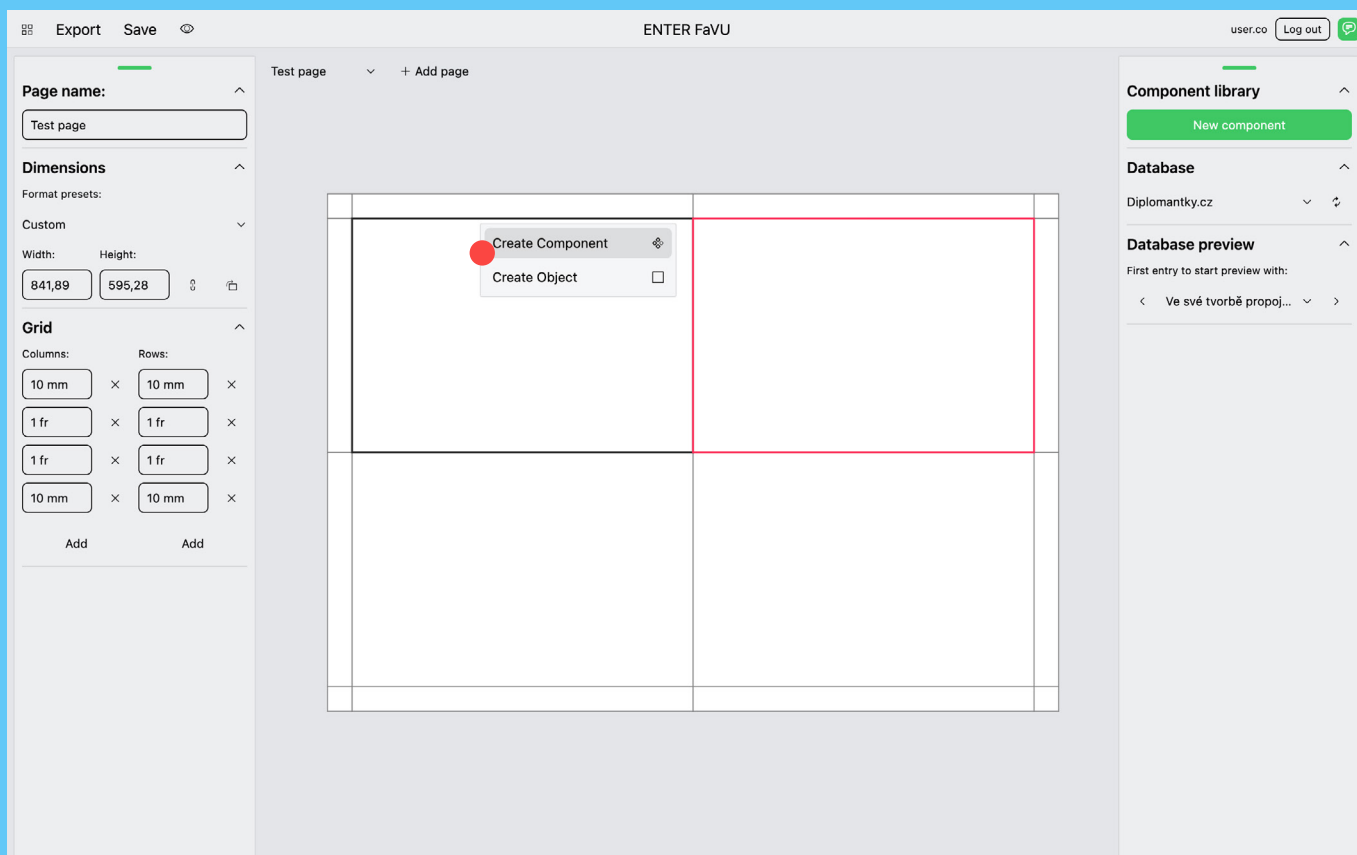 Export Save ENTER FaVU user.co Log out
Test page + Add page
Page name:
Test page
Dimensions
Format presets:
Custom
Width: Height:
841,89 595,28
Grid
Columns: Rows:
10 mm × 10 mm ×
1 fr × 1 fr ×
1 fr × 1 fr ×
10 mm × 10 mm ×
Add Add
Create Component
Create Object
Component library
New component
Database
Diplomantky.cz
Database preview
First entry to start preview with:
Ve své tvorbě propoj...